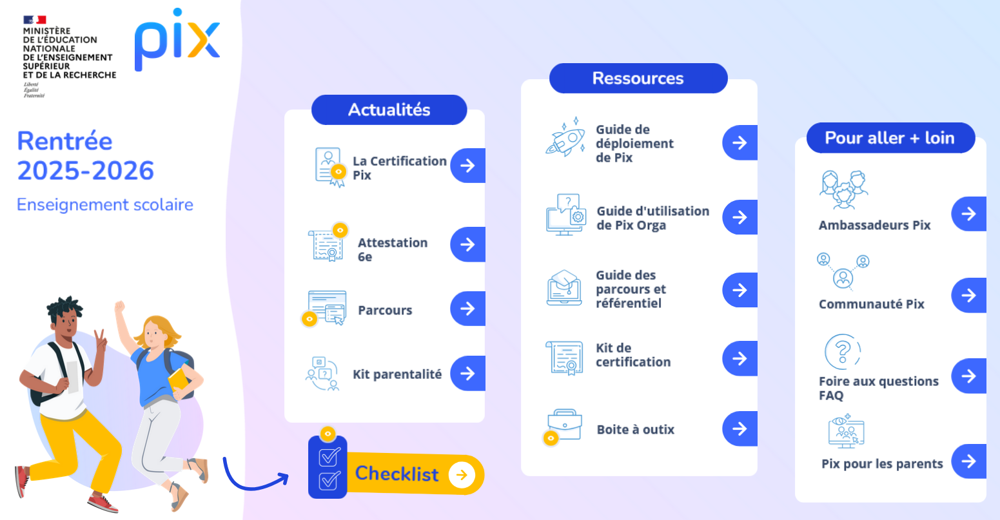 MINISTÈRE
DE L'ÉDUCATION
NATIONALE
DE L'ENSEIGNEMENT
SUPÉRIEUR
ET DE LA RECHERCHE
Liberté
Égalité
Fraternité
pix
Rentrée
2025-2026
Enseignement scolaire
Actualités
La Certification
Pix
Attestation
6e
Parcours
Kit parentalité
Checklist
Ressources
Guide de
déploiement
de Pix
Guide d'utilisation
de Pix Orga
?
Guide des
parcours et
référentiel
Kit de
certification
Boite à outix
Pour aller + loin
Ambassadeurs Pix
Communauté Pix
?
Foire aux questions
FAQ
Pix pour les parents